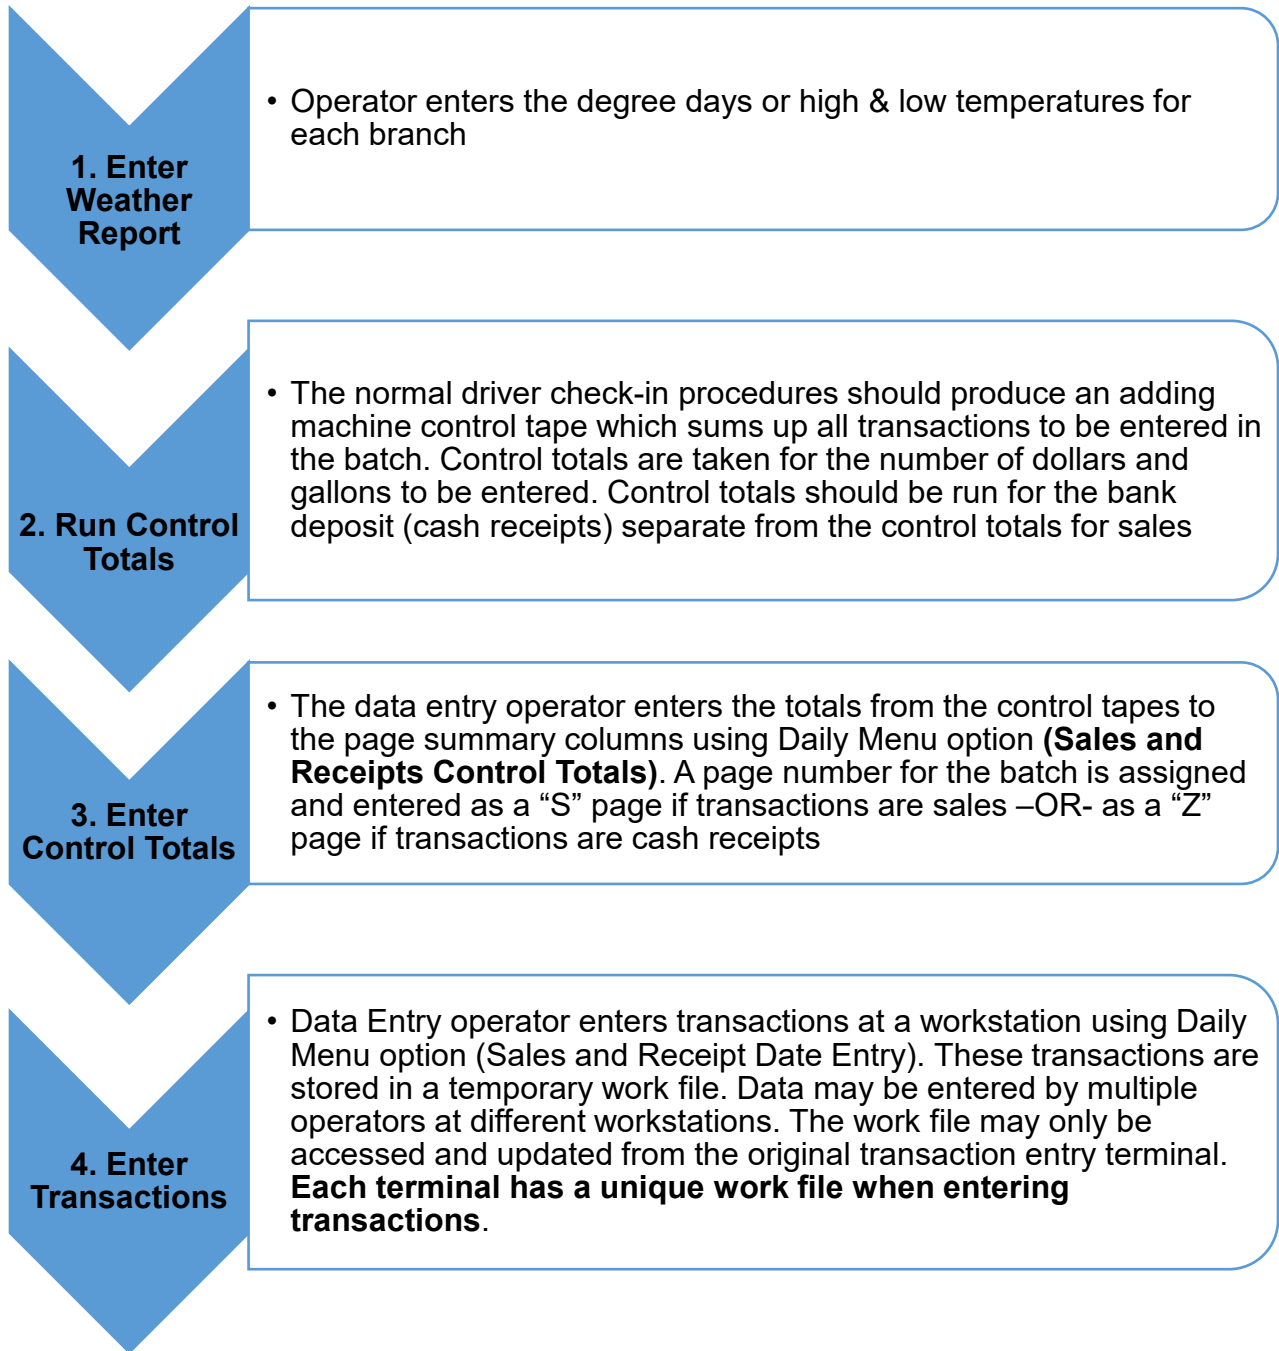 1. Enter
Weather
Report
• Operator enters the degree days or high & low temperatures for
each branch
2. Run Control
Totals
• The normal driver check-in procedures should produce an adding
machine control tape which sums up all transactions to be entered in
the batch. Control totals are taken for the number of dollars and
gallons to be entered. Control totals should be run for the bank
deposit (cash receipts) separate from the control totals for sales
3. Enter
Control Totals
• The data entry operator enters the totals from the control tapes to
the page summary columns using Daily Menu option (Sales and
Receipts Control Totals). A page number for the batch is assigned
and entered as a “S” page if transactions are sales –OR- as a “Z”
page if transactions are cash receipts
4. Enter
Transactions
• Data Entry operator enters transactions at a workstation using Daily
Menu option (Sales and Receipt Date Entry). These transactions are
stored in a temporary work file. Data may be entered by multiple
operators at different workstations. The work file may only be
accessed and updated from the original transaction entry terminal.
Each terminal has a unique work file when entering
transactions.